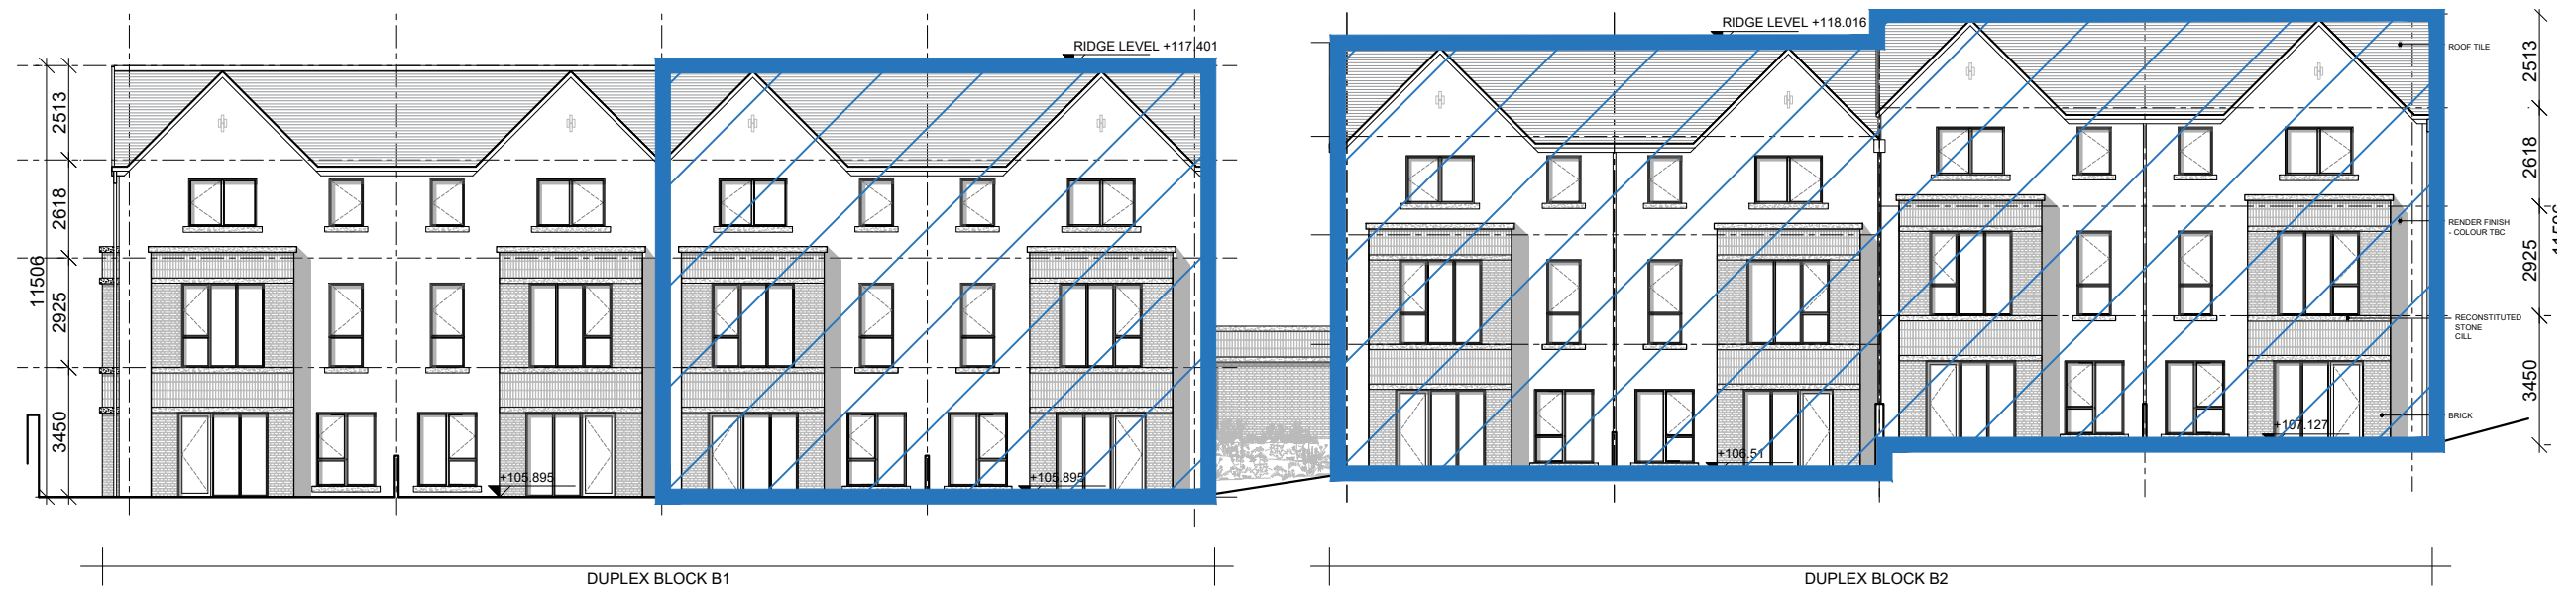 RIDGE LEVEL +117.401
RIDGE LEVEL +118.016
ROOF TILE
RENDER FINISH
- COLOUR TBC
RECONSTITUTED
STONE
CILL
BRICK
2513
2618
2925
3450
11506
2513
2618
2925
3450
+105.895
+105.895
+106.51
+107.127
DUPLEX BLOCK B1
DUPLEX BLOCK B2